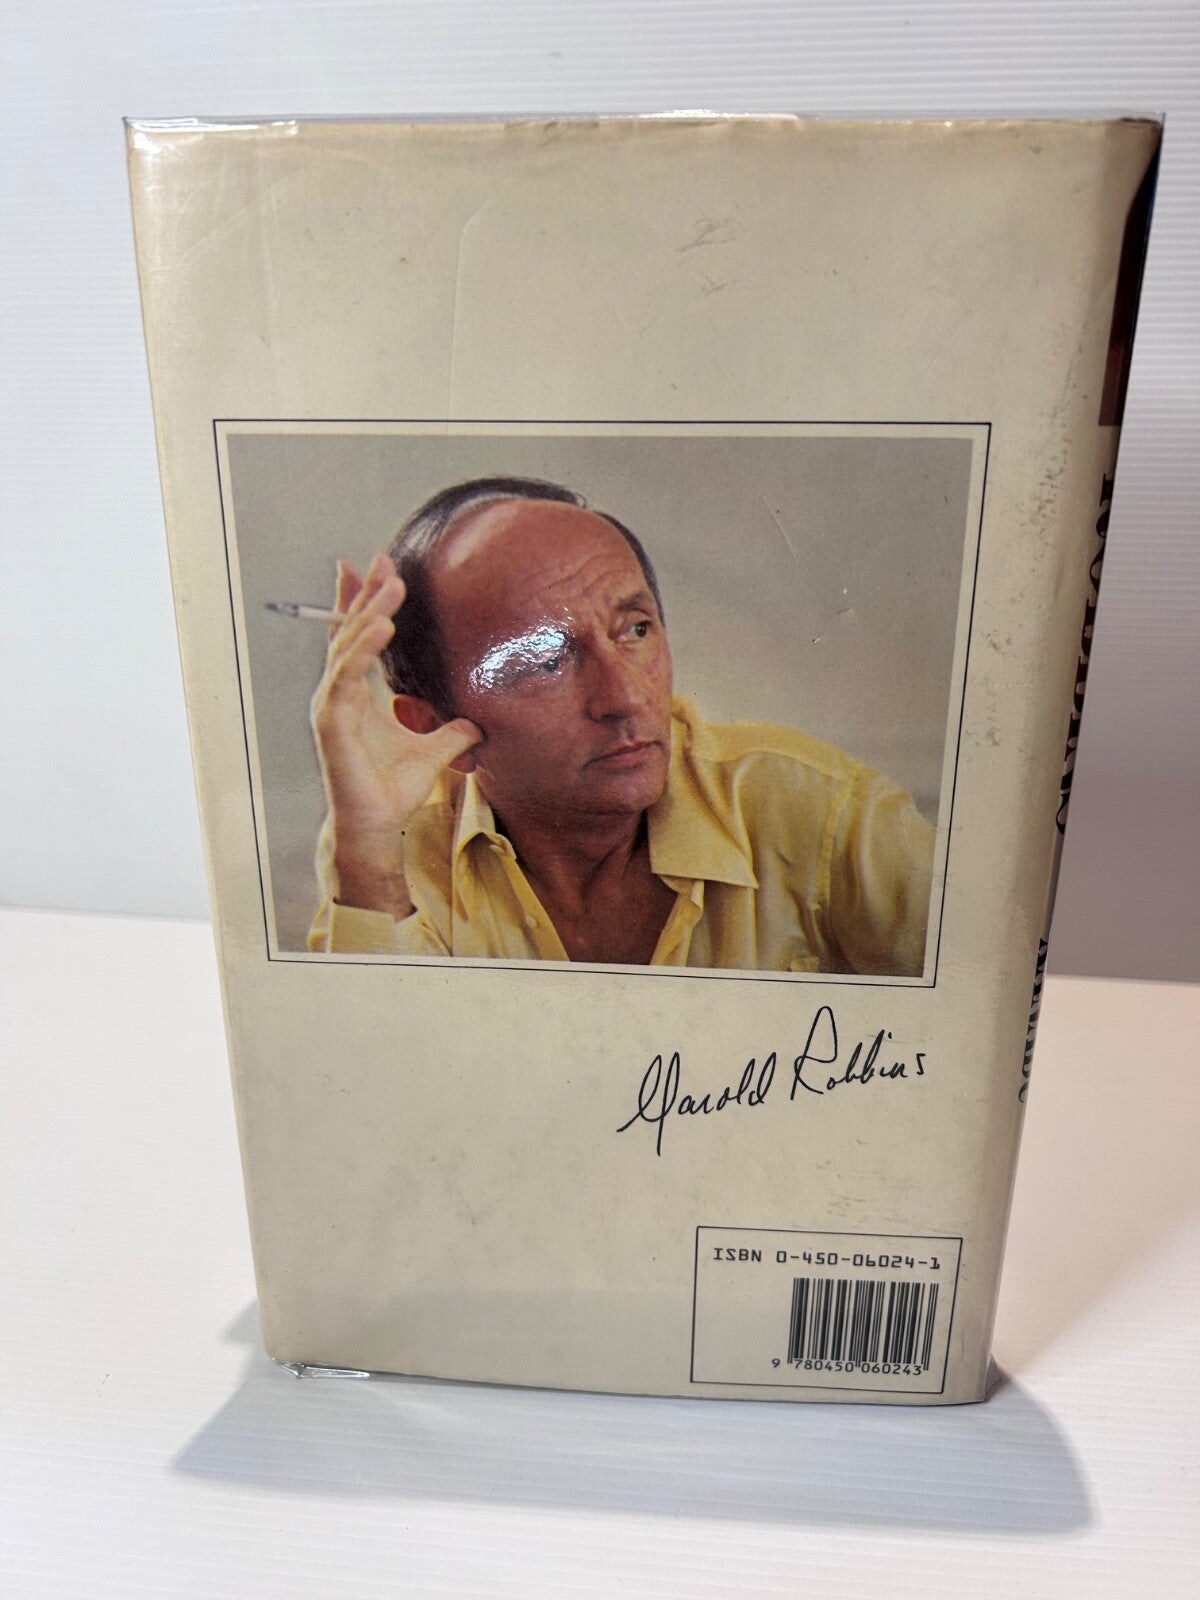 Harold Robbins
ISBN 0-450-06024-1
9 780450 060243